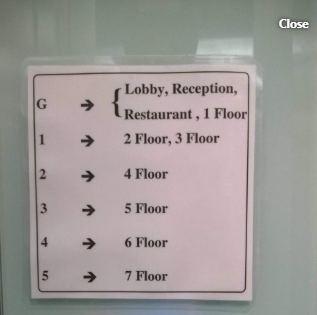 Close
G ➔ { Lobby, Reception,
Restaurant , 1 Floor
1 ➔ 2 Floor, 3 Floor
2 ➔ 4 Floor
3 ➔ 5 Floor
4 ➔ 6 Floor
5 ➔ 7 Floor